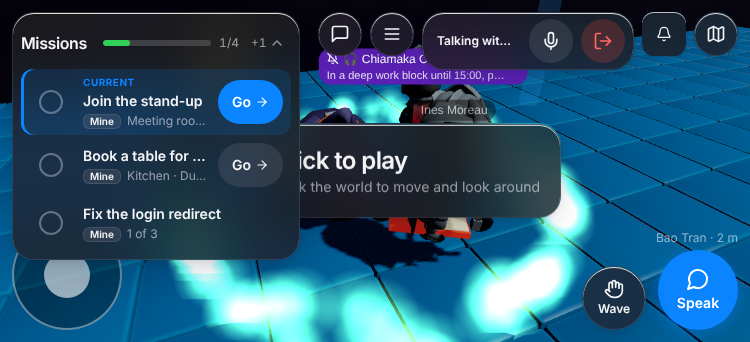 Missions 1/4 +1
CURRENT
Join the stand-up
Mine Meeting roo...
Go
Book a table for ...
Mine Kitchen · Du...
Go
Fix the login redirect
Mine 1 of 3
Talking wit...
Chiamaka
In a deep work block until 15:00, p...
Ines Moreau
ick to play
k the world to move and look around
Bao Tran · 2 m
Wave
Speak